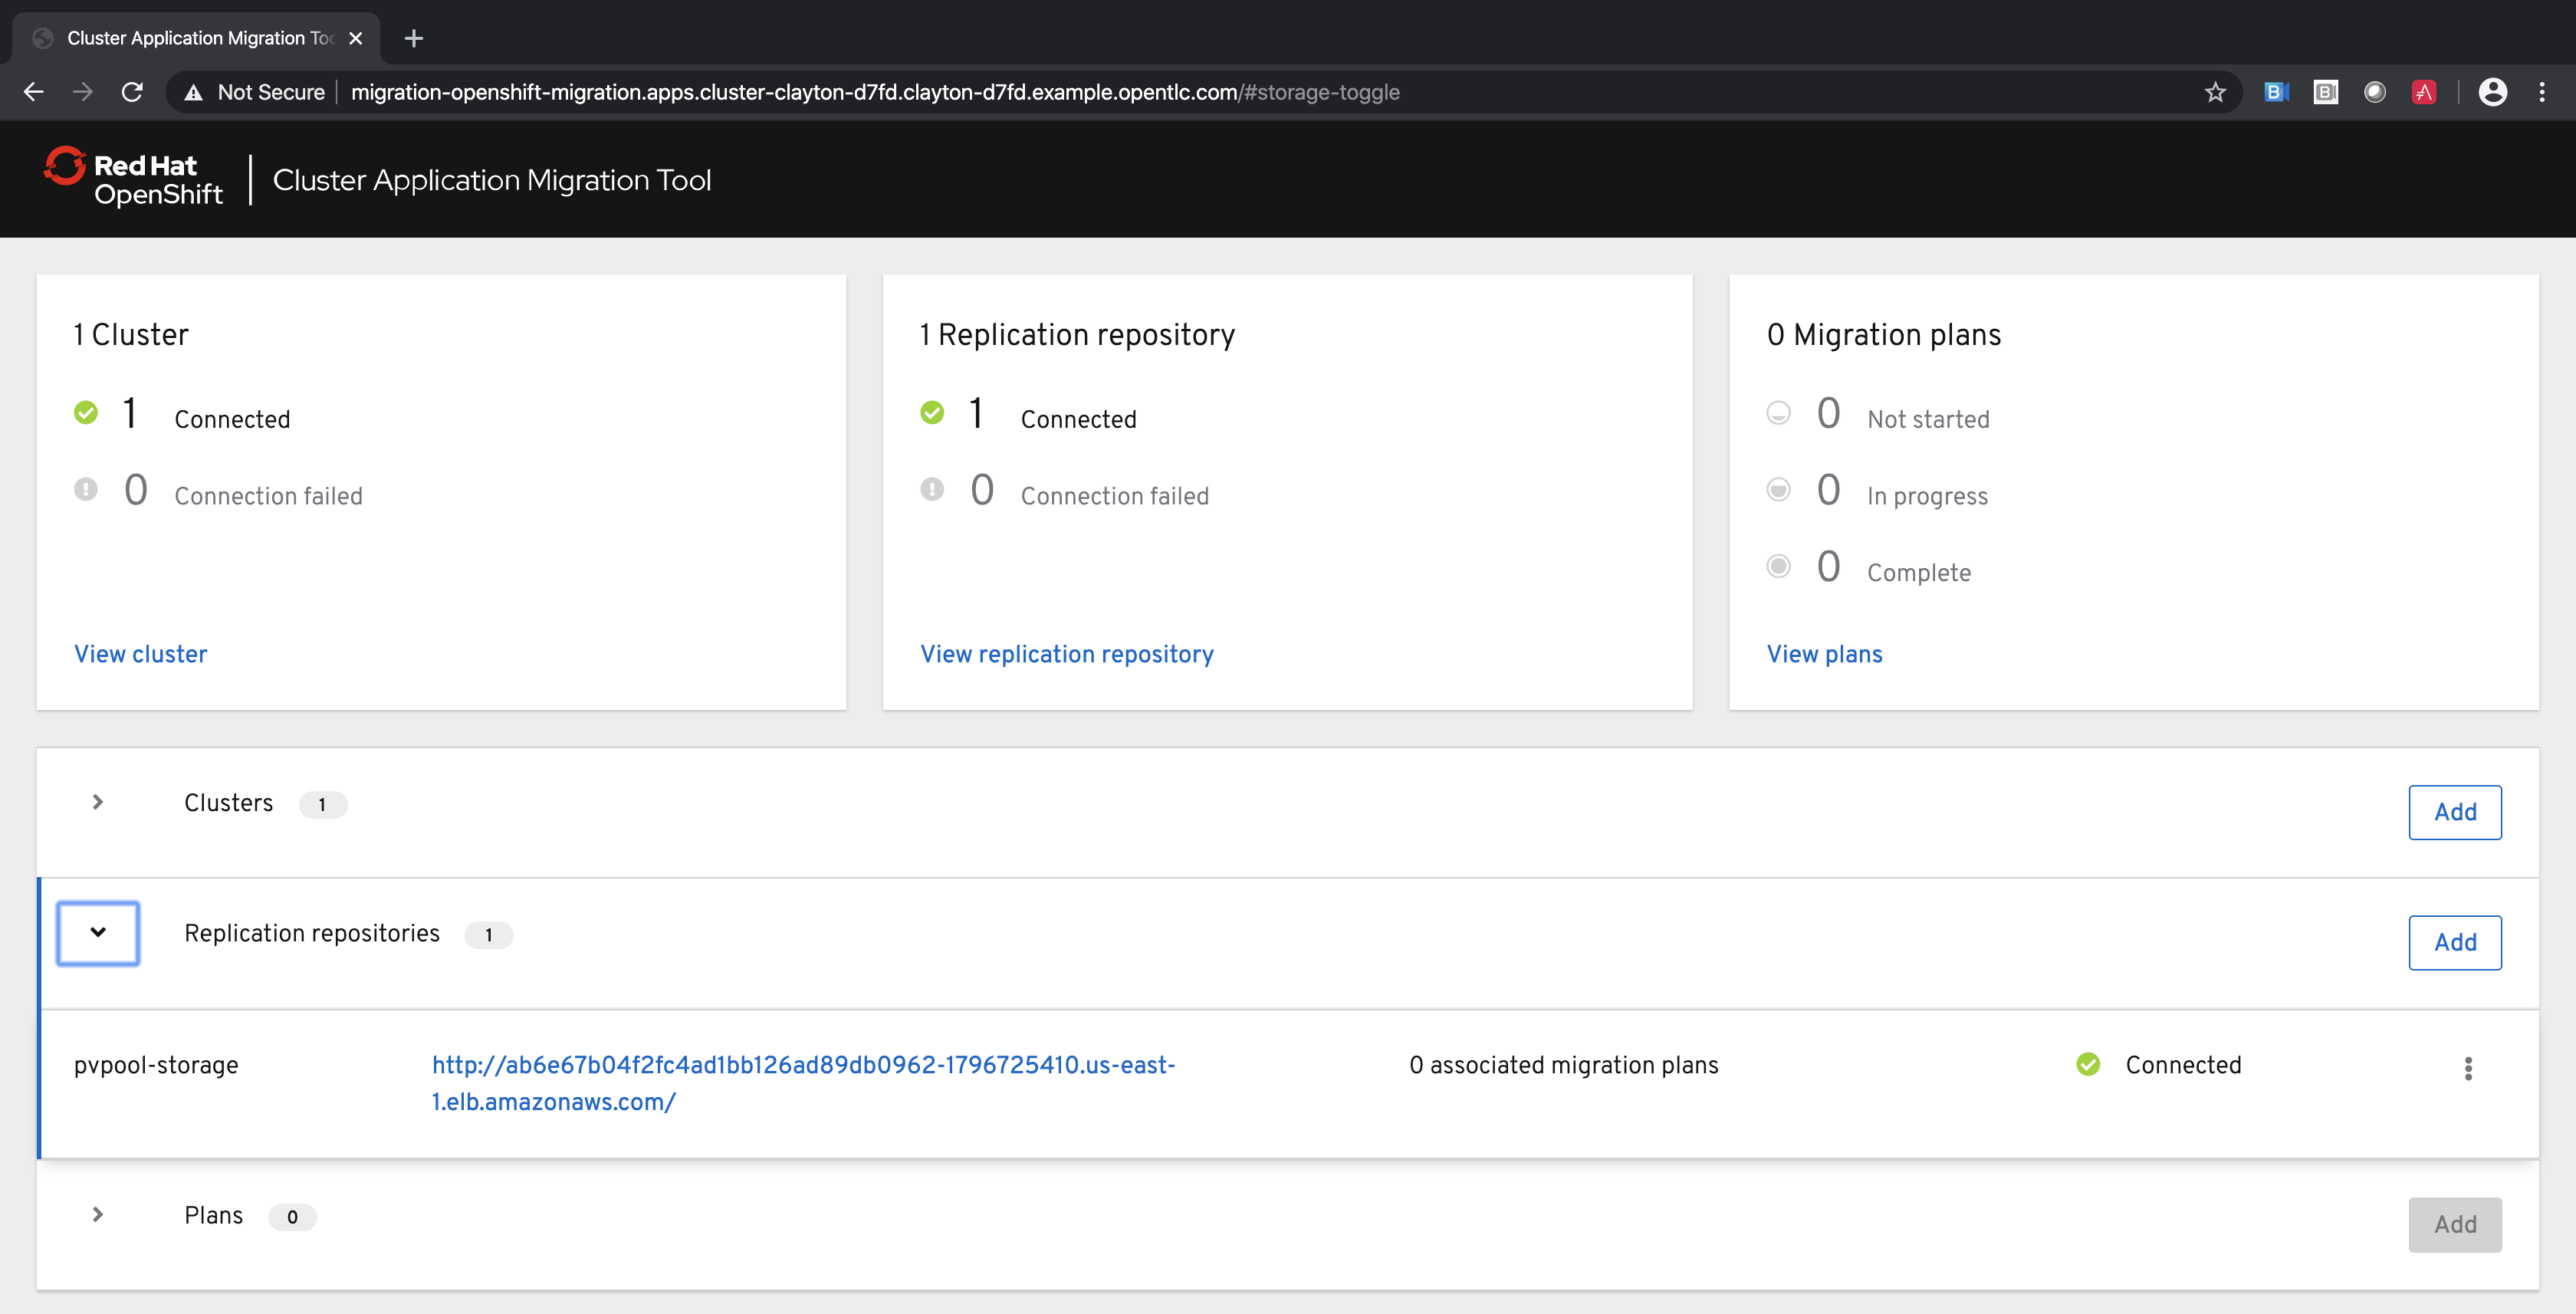 Cluster Application Migration Too
Not Secure migration-openshift-migration.apps.cluster-clayton-d7fd.clayton-d7fd.example.opentlc.com/#storage-toggle
Red Hat
OpenShift
Cluster Application Migration Tool
1 Cluster
1 Connected
0 Connection failed
View cluster
1 Replication repository
1 Connected
0 Connection failed
View replication repository
0 Migration plans
0 Not started
0 In progress
0 Complete
View plans
Clusters 1 Add
Replication repositories 1 Add
pvpool-storage
http://ab6e67b04f2fc4ad1bb126ad89db0962-1796725410.us-east-
1.elb.amazonaws.com/
0 associated migration plans
Connected
Plans 0 Add